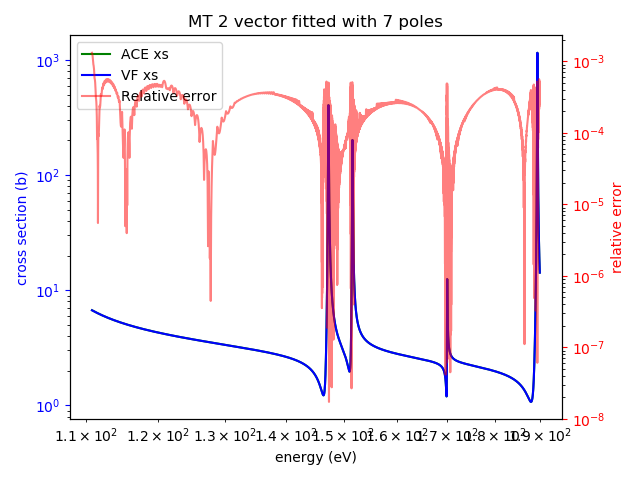 MT 2 vector fitted with 7 poles
ACE xs
VF xs
Relative error
cross section (b)
10³
10²
10¹
10⁰
relative error
10⁻³
10⁻⁴
10⁻⁵
10⁻⁶
10⁻⁷
10⁻⁸
1.1 × 10² 1.2 × 10² 1.3 × 10² 1.4 × 10² 1.5 × 10² 1.6 × 10² 1.7 × 10² 1.8 × 10² 1.9 × 10²
energy (eV)